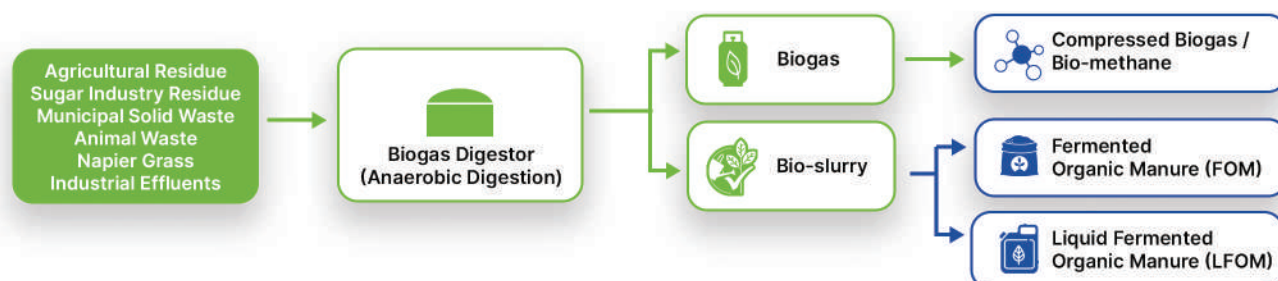 Agricultural Residue
Sugar Industry Residue
Municipal Solid Waste
Animal Waste
Napier Grass
Industrial Effluents
Biogas Digestor
(Anaerobic Digestion)
Biogas
Bio-slurry
Compressed Biogas /
Bio-methane
Fermented
Organic Manure (FOM)
Liquid Fermented
Organic Manure (LFOM)